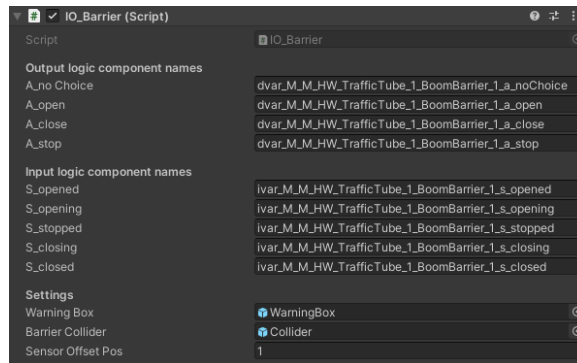 IO_Barrier (Script)
Script IO_Barrier
Output logic component names
A_no Choice dvar_M_M_HW_TrafficTube_1_BoomBarrier_1_a_noChoice
A_open dvar_M_M_HW_TrafficTube_1_BoomBarrier_1_a_open
A_close dvar_M_M_HW_TrafficTube_1_BoomBarrier_1_a_close
A_stop dvar_M_M_HW_TrafficTube_1_BoomBarrier_1_a_stop
Input logic component names
S_opened ivar_M_M_HW_TrafficTube_1_BoomBarrier_1_s_opened
S_opening ivar_M_M_HW_TrafficTube_1_BoomBarrier_1_s_opening
S_stopped ivar_M_M_HW_TrafficTube_1_BoomBarrier_1_s_stopped
S_closing ivar_M_M_HW_TrafficTube_1_BoomBarrier_1_s_closing
S_closed ivar_M_M_HW_TrafficTube_1_BoomBarrier_1_s_closed
Settings
Warning Box WarningBox
Barrier Collider Collider
Sensor Offset Pos 1